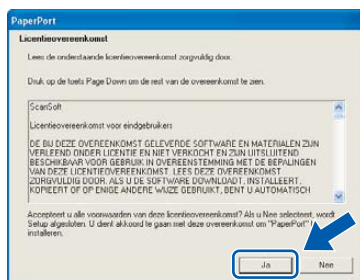 PaperPort
Licentieovereenkomst
Lees de onderstaande licentieovereenkomst zorgvuldig door.
Druk op de toets Page Down om de rest van de overeenkomst te zien.
ScanSoft
Licentieovereenkomst voor eindgebruikers
DE BIJ DEZE OVEREENKOMST GELEVERDE SOFTWARE EN MATERIALEN ZIJN
VERLEEND ONDER LICENTIE EN NIET VERKOCHT EN ZIJN UITSLUITEND
BESCHIKBAAR VOOR GEBRUIK IN OVEREENSTEMMING MET DE BEPALINGEN
VAN DEZE LICENTIEOVEREENKOMST. LEES DEZE OVEREENKOMST
ZORGVULDIG DOOR. ALS U DE SOFTWARE DOWNLOADT, INSTALLEERT,
KOPIEERT OF OP ENIGE ANDERE WIJZE GEBRUIKT, BENT U AUTOMATISCH
Accepteert u alle voorwaarden van deze licentieovereenkomst? Als u Nee selecteert, wordt
Setup afgesloten. U dient akkoord te gaan met deze overeenkomst om "PaperPort" te
installeren.
Ja
Nee